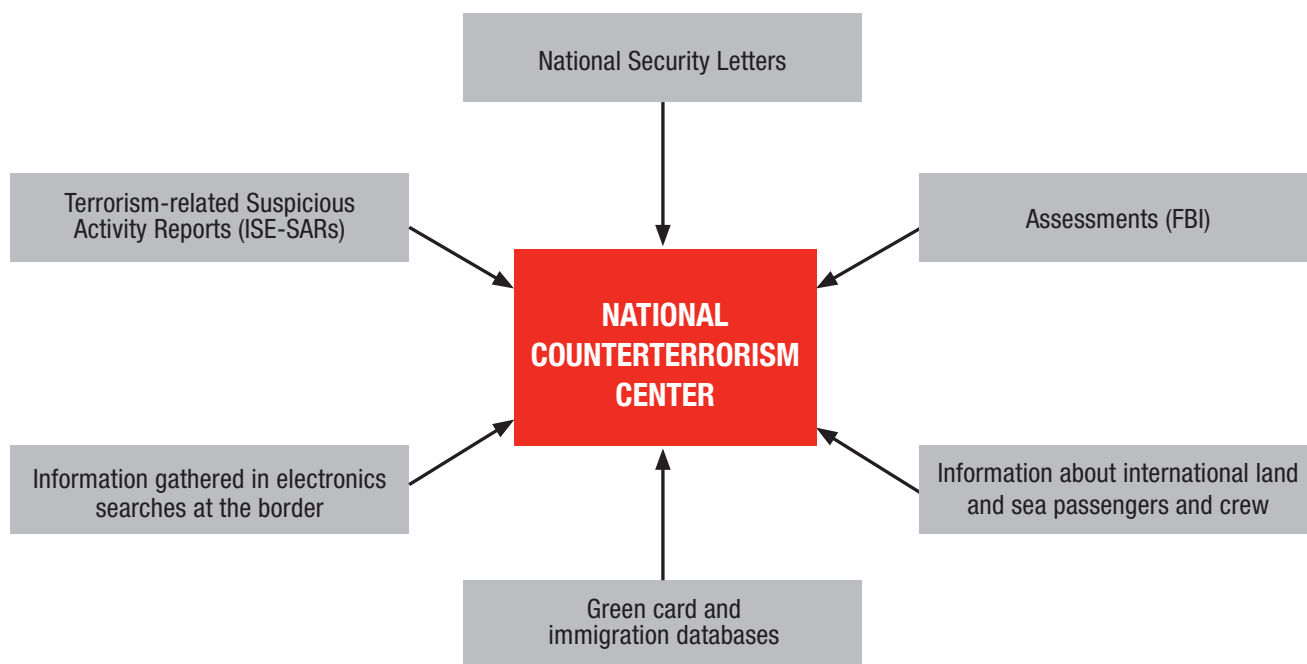 National Security Letters
Terrorism-related Suspicious
Activity Reports (ISE-SARs)
Assessments (FBI)
NATIONAL
COUNTERTERRORISM
CENTER
Information gathered in electronics
searches at the border
Information about international land
and sea passengers and crew
Green card and
immigration databases